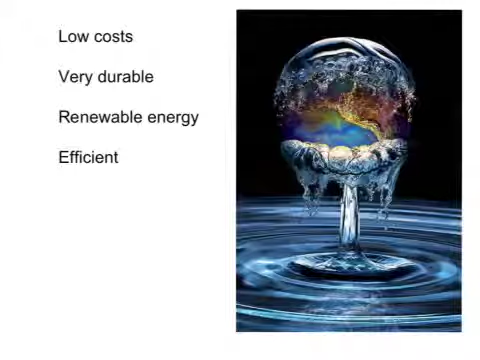 Low costs
Very durable
Renewable energy
Efficient